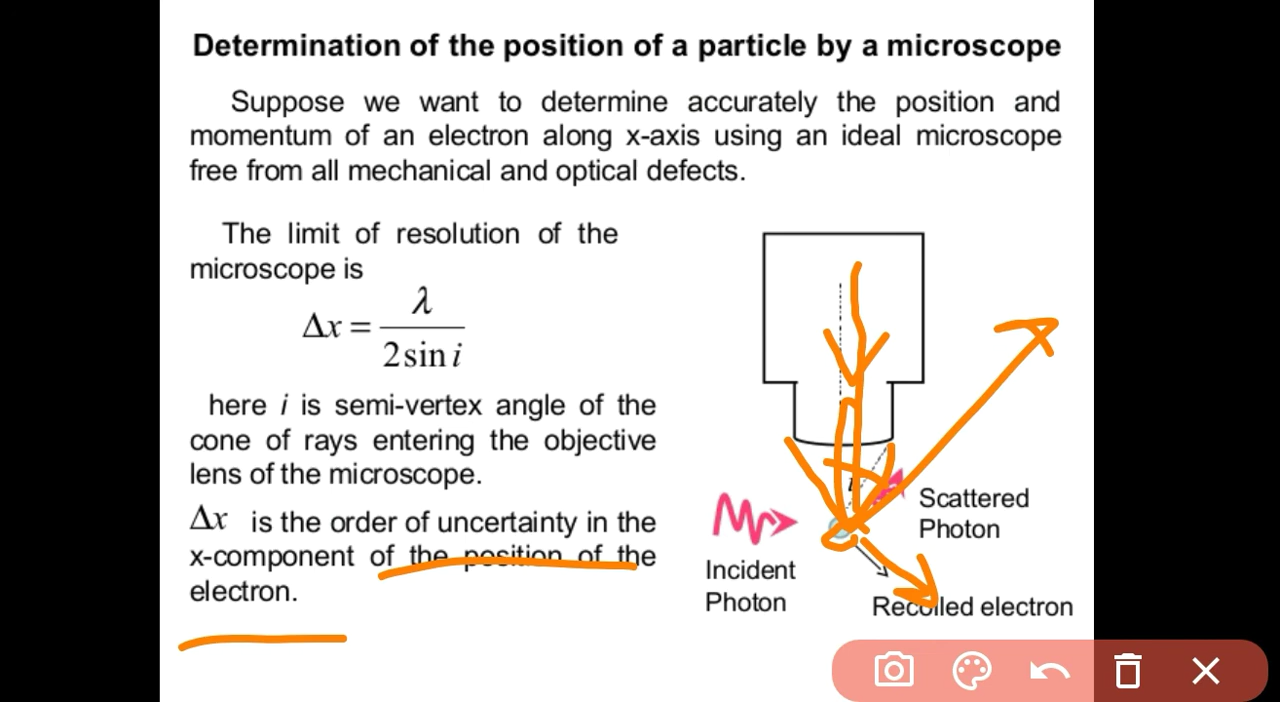 Determination of the position of a particle by a microscope
Suppose we want to determine accurately the position and
momentum of an electron along x-axis using an ideal microscope
free from all mechanical and optical defects.
The limit of resolution of the
microscope is
Δx = λ / 2 sin i
here i is semi-vertex angle of the
cone of rays entering the objective
lens of the microscope.
Δx is the order of uncertainty in the
x-component of the position of the
electron.
i
Scattered
Photon
Incident
Photon
Recoiled electron